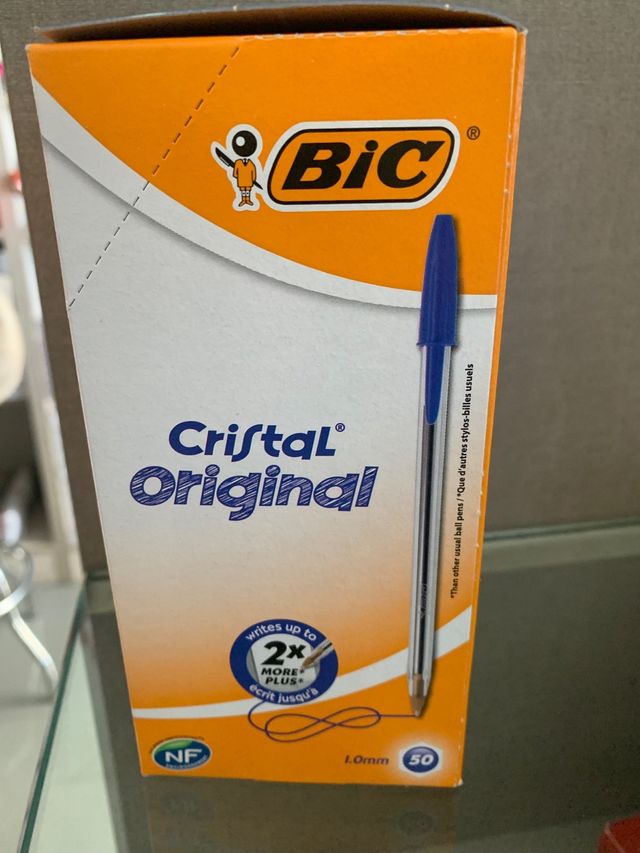 BiC®
Cristal®
Original
*Than other usual ball pens / *Que d'autres stylos-billes usuels
writes up to
2x
MORE*
PLUS*
écrit jusqu'à
NF
1.0mm
50